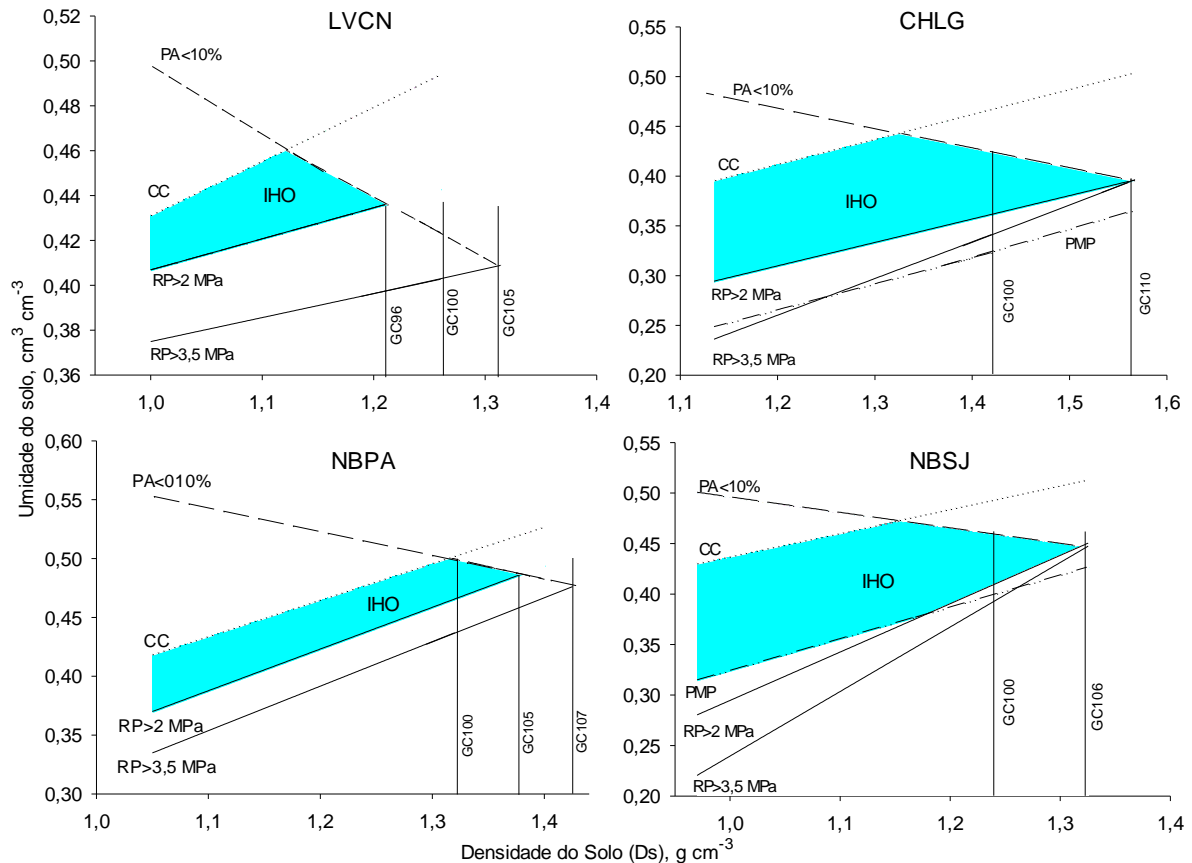 Umidade do solo, cm³ cm⁻³
LVCN
0,52
0,50
0,48
0,46
0,44
0,42
0,40
0,38
0,36
PA<10%
CC
IHO
RP>2 MPa
RP>3,5 MPa
GC96
GC100
GC105
1,0 1,1 1,2 1,3 1,4
CHLG
0,55
0,50
0,45
0,40
0,35
0,30
0,25
0,20
PA<10%
CC
IHO
RP>2 MPa
PMP
RP>3,5 MPa
GC100
GC110
1,1 1,2 1,3 1,4 1,5 1,6
NBPA
0,60
0,55
0,50
0,45
0,40
0,35
0,30
PA<010%
CC
IHO
RP>2 MPa
RP>3,5 MPa
GC100
GC105
GC107
1,0 1,1 1,2 1,3 1,4
NBSJ
0,55
0,50
0,45
0,40
0,35
0,30
0,25
0,20
PA<10%
CC
IHO
PMP
RP>2 MPa
RP>3,5 MPa
GC100
GC106
1,0 1,1 1,2 1,3 1,4
Densidade do Solo (Ds), g cm⁻³